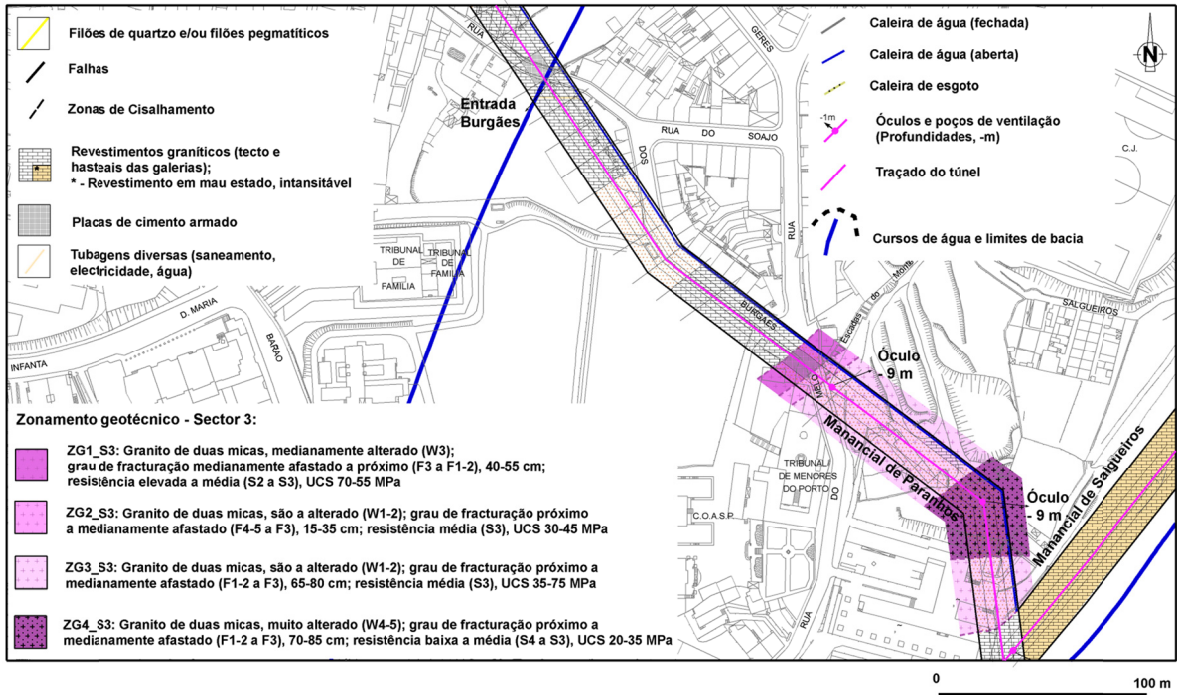 Filões de quartzo e/ou filões pegmatíticos
Falhas
Zonas de Cisalhamento
Revestimentos graníticos (tecto e
hasteais das galerias);
* - Revestimento em mau estado, intansitável
Placas de cimento armado
Tubagens diversas (saneamento,
electricidade, água)
Caleira de água (fechada)
Caleira de água (aberta)
Caleira de esgoto
-1m
Óculos e poços de ventilação
(Profundidades, -m)
Traçado do túnel
Cursos de água e limites de bacia
N
C.J.
RUA
GERES
Entrada
Burgães
RUA DO SOAJO
DOS
RUA
TRIBUNAL
DE
FAMILIA
TRIBUNAL
DE
FAMILIA
BURGAES
Escadas do Monte
SALGUEIROS
D. MARIA
INFANTA
BARAO
Óculo
- 9 m
Manancial de Paranhos
Manancial de Salgueiros
TRIBUNAL
DE MENORES
DO PORTO
DO
C.O.A.S.P.
RUA
Óculo
- 9 m
Zonamento geotécnico - Sector 3:
ZG1_S3: Granito de duas micas, medianamente alterado (W3);
grau de fracturação medianamente afastado a próximo (F3 a F1-2), 40-55 cm;
resistência elevada a média (S2 a S3), UCS 70-55 MPa
ZG2_S3: Granito de duas micas, são a alterado (W1-2); grau de fracturação próximo
a medianamente afastado (F4-5 a F3), 15-35 cm; resistência média (S3), UCS 30-45 MPa
ZG3_S3: Granito de duas micas, são a alterado (W1-2); grau de fracturação próximo a
medianamente afastado (F1-2 a F3), 65-80 cm; resistência média (S3), UCS 35-75 MPa
ZG4_S3: Granito de duas micas, muito alterado (W4-5); grau de fracturação próximo a
medianamente afastado (F1-2 a F3), 70-85 cm; resistência baixa a média (S4 a S3), UCS 20-35 MPa
0 100 m